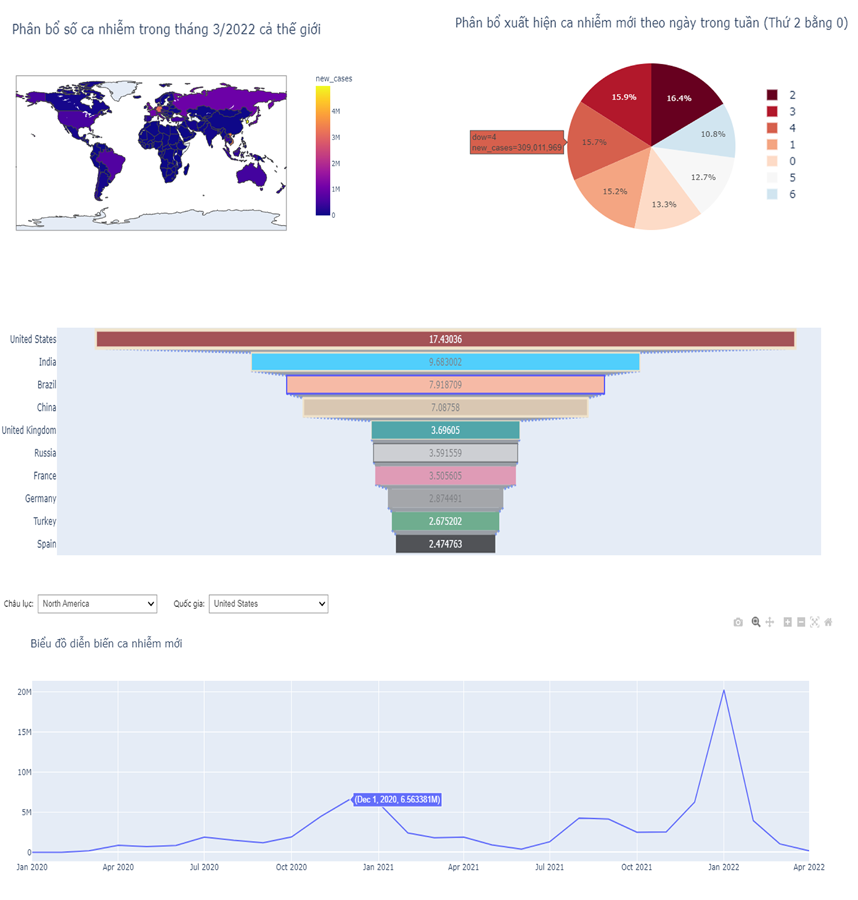 Phân bổ số ca nhiễm trong tháng 3/2022 cả thế giới
new_cases
4M
3M
2M
1M
0
Phân bổ xuất hiện ca nhiễm mới theo ngày trong tuần (Thứ 2 bằng 0)
dow=4
new_cases=309,011,969
15.9%
16.4%
10.8%
15.7%
12.7%
15.2%
13.3%
2
3
4
1
0
5
6
United States 17.43036
India 9.683002
Brazil 7.918709
China 7.08758
United Kingdom 3.69605
Russia 3.591559
France 3.505605
Germany 2.874491
Turkey 2.675202
Spain 2.474763
Châu lục: North America Quốc gia: United States
Biểu đồ diễn biến ca nhiễm mới
20M
15M
10M
5M
0
(Dec 1, 2020, 6.563381M)
Jan 2020 Apr 2020 Jul 2020 Oct 2020 Jan 2021 Apr 2021 Jul 2021 Oct 2021 Jan 2022 Apr 2022